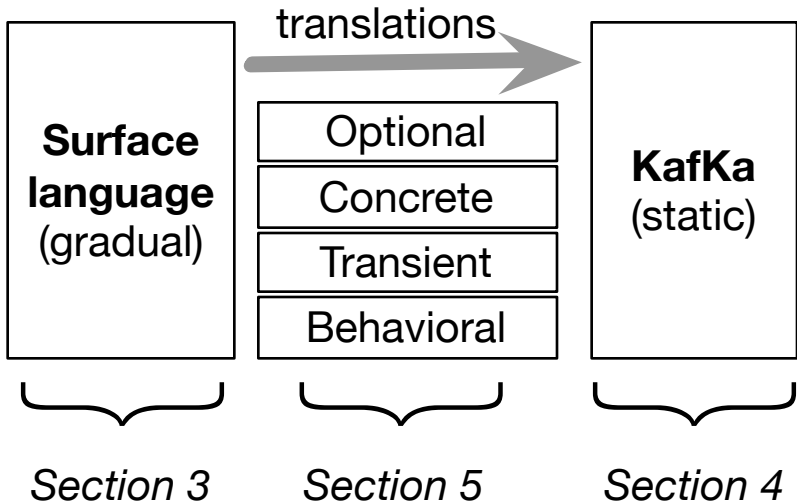 translations
Surface
language
(gradual)
Optional
Concrete
Transient
Behavioral
KafKa
(static)
Section 3
Section 5
Section 4